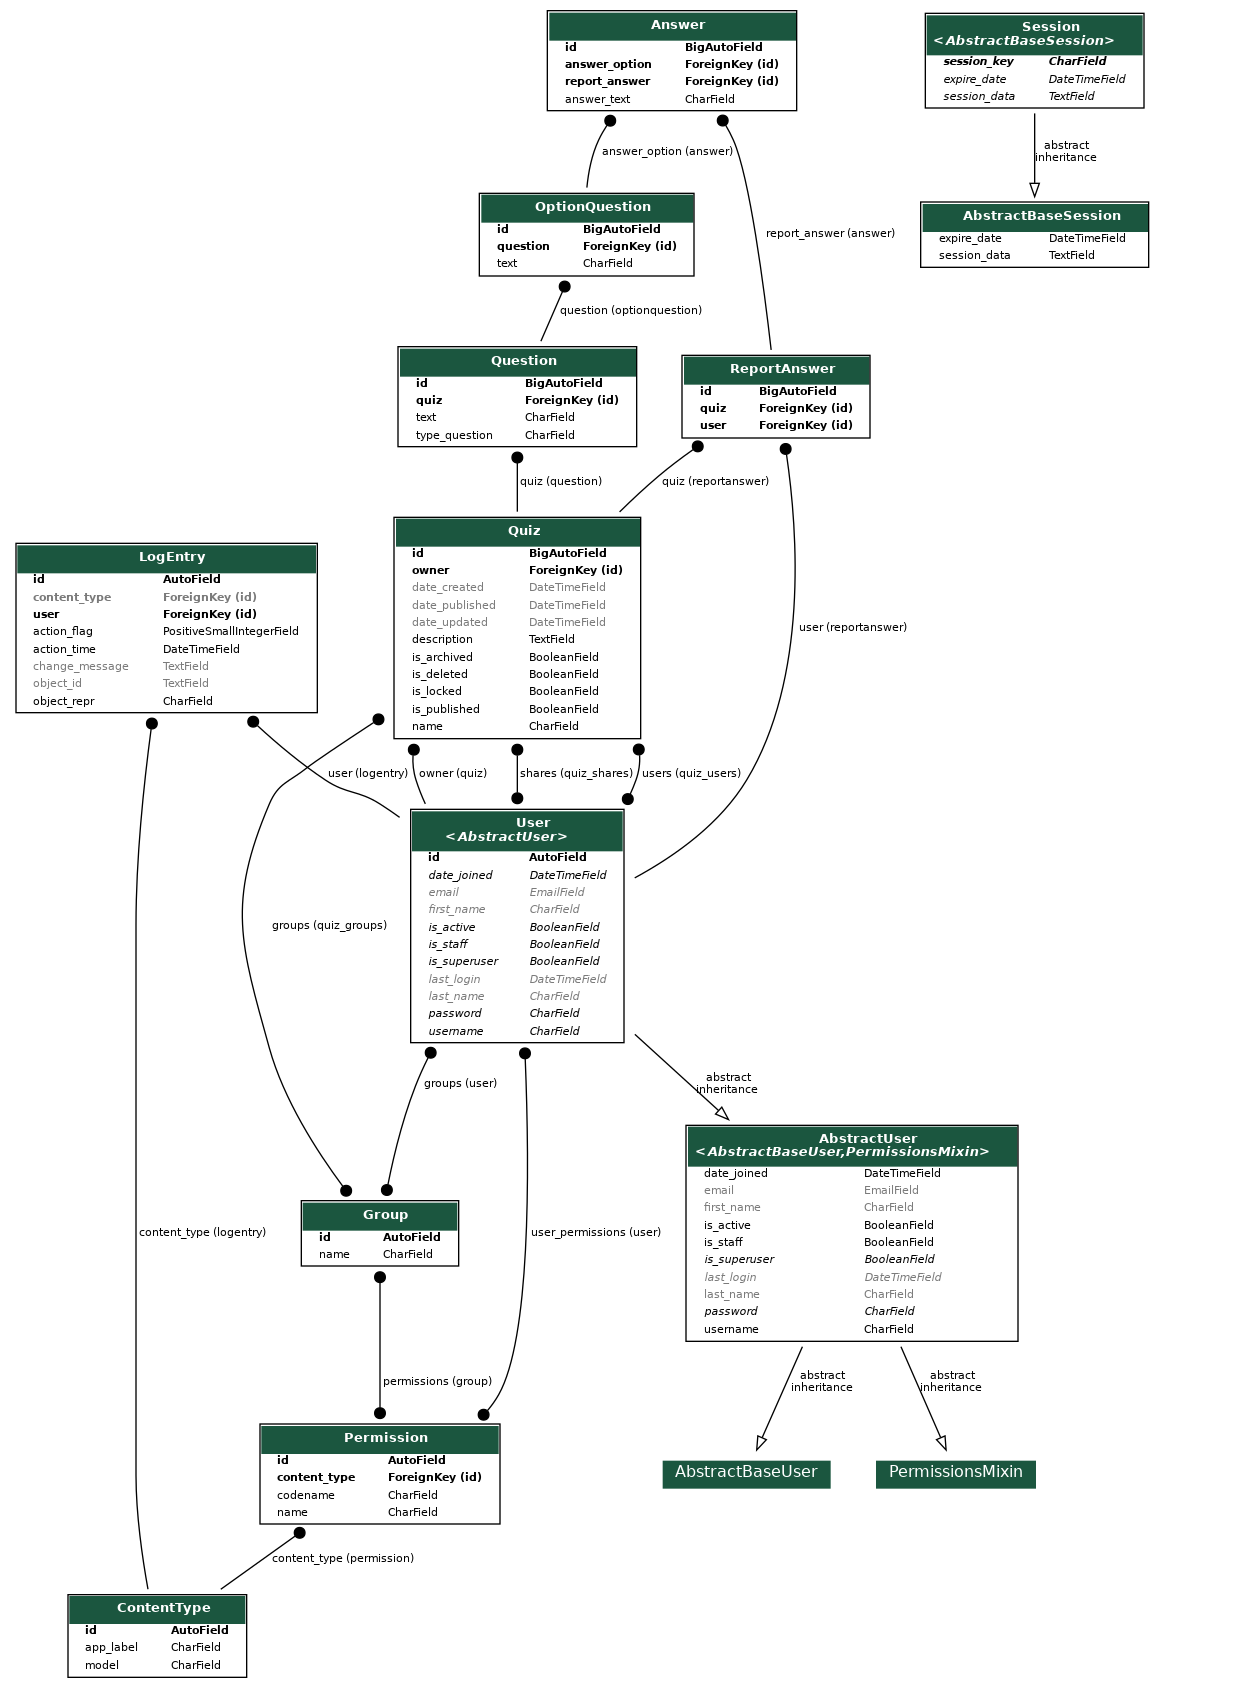 Answer
id BigAutoField
answer_option ForeignKey (id)
report_answer ForeignKey (id)
answer_text CharField
Session
<AbstractBaseSession>
session_key CharField
expire_date DateTimeField
session_data TextField
answer_option (answer)
abstract
inheritance
OptionQuestion
id BigAutoField
question ForeignKey (id)
text CharField
report_answer (answer)
AbstractBaseSession
expire_date DateTimeField
session_data TextField
question (optionquestion)
Question
id BigAutoField
quiz ForeignKey (id)
text CharField
type_question CharField
ReportAnswer
id BigAutoField
quiz ForeignKey (id)
user ForeignKey (id)
quiz (question)
quiz (reportanswer)
Quiz
id BigAutoField
owner ForeignKey (id)
date_created DateTimeField
date_published DateTimeField
date_updated DateTimeField
description TextField
is_archived BooleanField
is_deleted BooleanField
is_locked BooleanField
is_published BooleanField
name CharField
LogEntry
id AutoField
content_type ForeignKey (id)
user ForeignKey (id)
action_flag PositiveSmallIntegerField
action_time DateTimeField
change_message TextField
object_id TextField
object_repr CharField
user (reportanswer)
user (logentry)
owner (quiz)
shares (quiz_shares)
users (quiz_users)
User
<AbstractUser>
id AutoField
date_joined DateTimeField
email EmailField
first_name CharField
is_active BooleanField
is_staff BooleanField
is_superuser BooleanField
last_login DateTimeField
last_name CharField
password CharField
username CharField
groups (quiz_groups)
groups (user)
abstract
inheritance
AbstractUser
<AbstractBaseUser,PermissionsMixin>
date_joined DateTimeField
email EmailField
first_name CharField
is_active BooleanField
is_staff BooleanField
is_superuser BooleanField
last_login DateTimeField
last_name CharField
password CharField
username CharField
Group
id AutoField
name CharField
content_type (logentry)
user_permissions (user)
permissions (group)
abstract
inheritance
abstract
inheritance
Permission
id AutoField
content_type ForeignKey (id)
codename CharField
name CharField
AbstractBaseUser
PermissionsMixin
content_type (permission)
ContentType
id AutoField
app_label CharField
model CharField